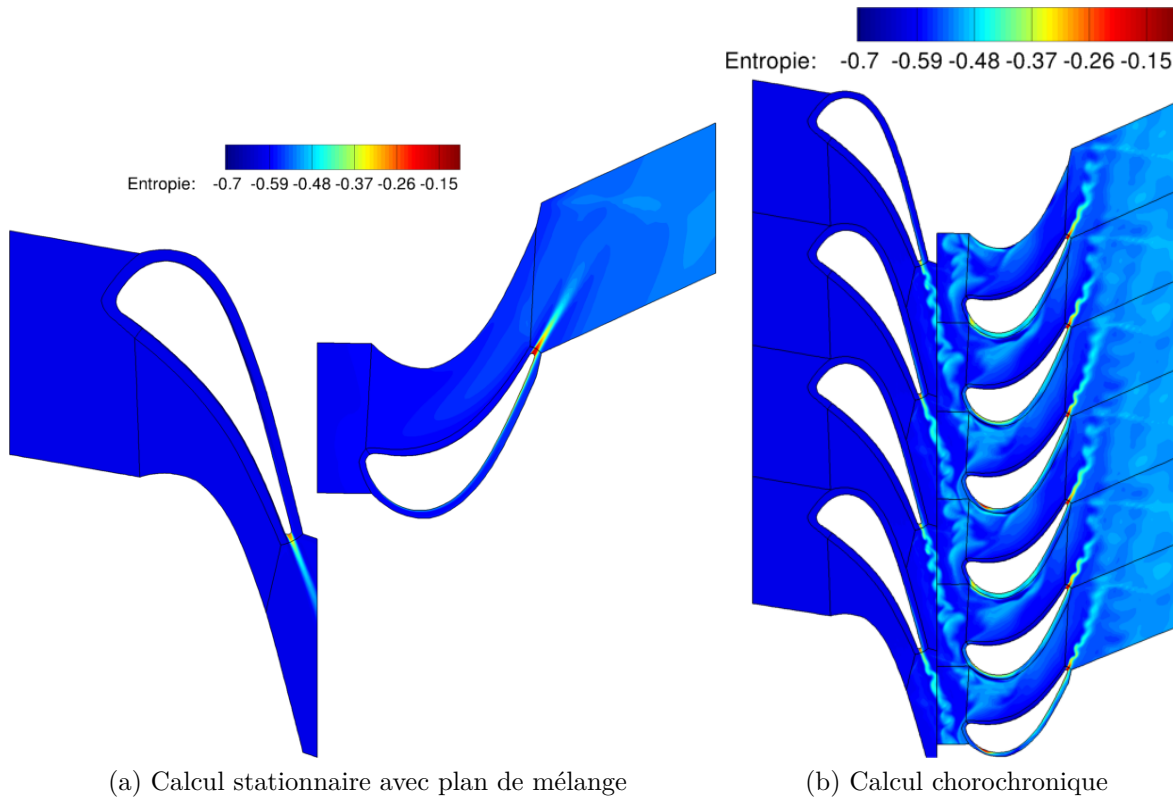 Entropie: -0.7 -0.59 -0.48 -0.37 -0.26 -0.15
Entropie: -0.7 -0.59 -0.48 -0.37 -0.26 -0.15
(a) Calcul stationnaire avec plan de mélange
(b) Calcul chorochronique